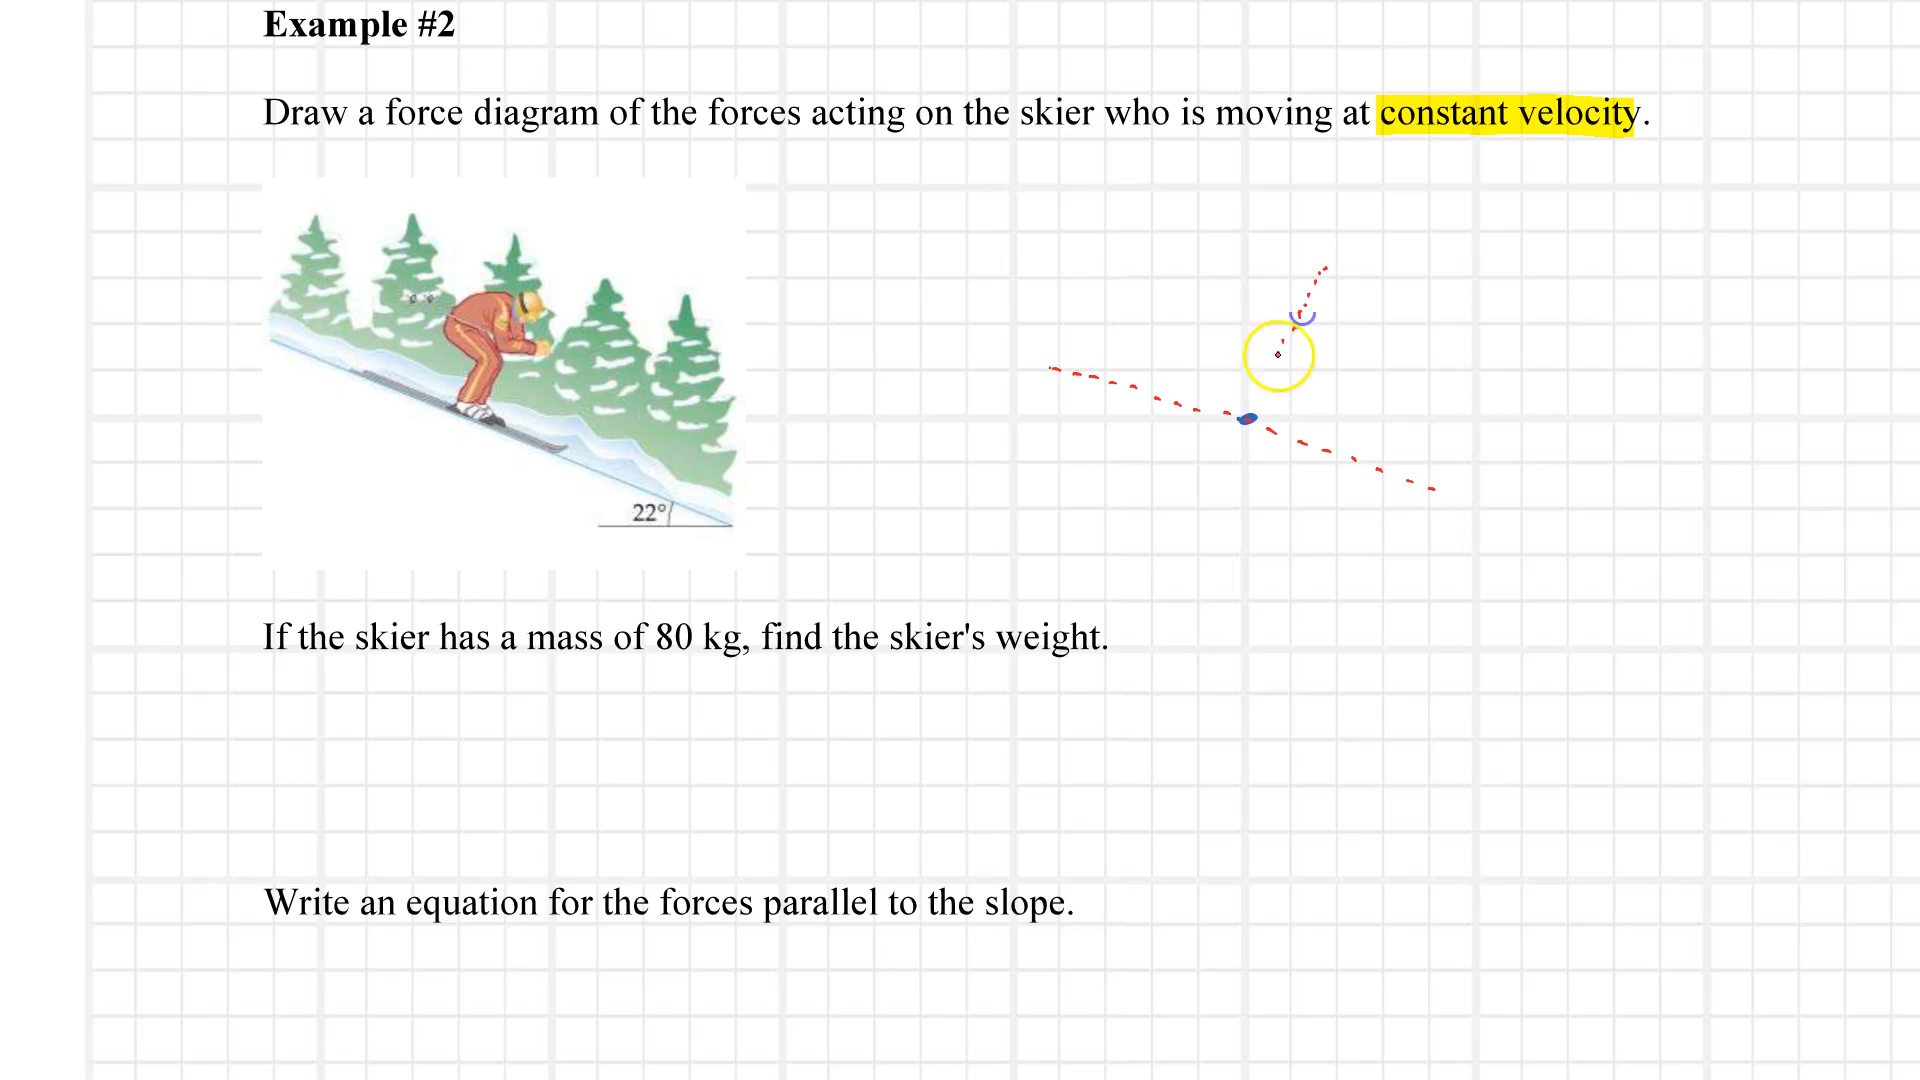 Example #2
Draw a force diagram of the forces acting on the skier who is moving at constant velocity.
22°
If the skier has a mass of 80 kg, find the skier's weight.
Write an equation for the forces parallel to the slope.